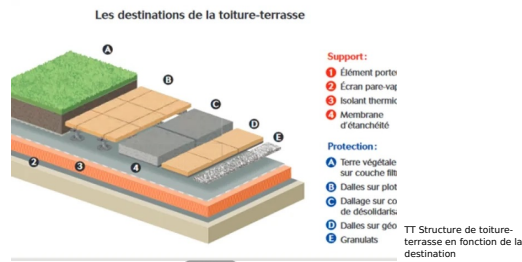 Les destinations de la toiture-terrasse
A
B
C
D
E
2
3
4
Support :
1 Élément porte
2 Écran pare-vap
3 Isolant thermic
4 Membrane
d'étanchéité
Protection :
A Terre végétale
sur couche filt
B Dalles sur plot
C Dallage sur co
de désolidaris
D Dalles sur géo
E Granulats
TT Structure de toiture-
terrasse en fonction de la
destination